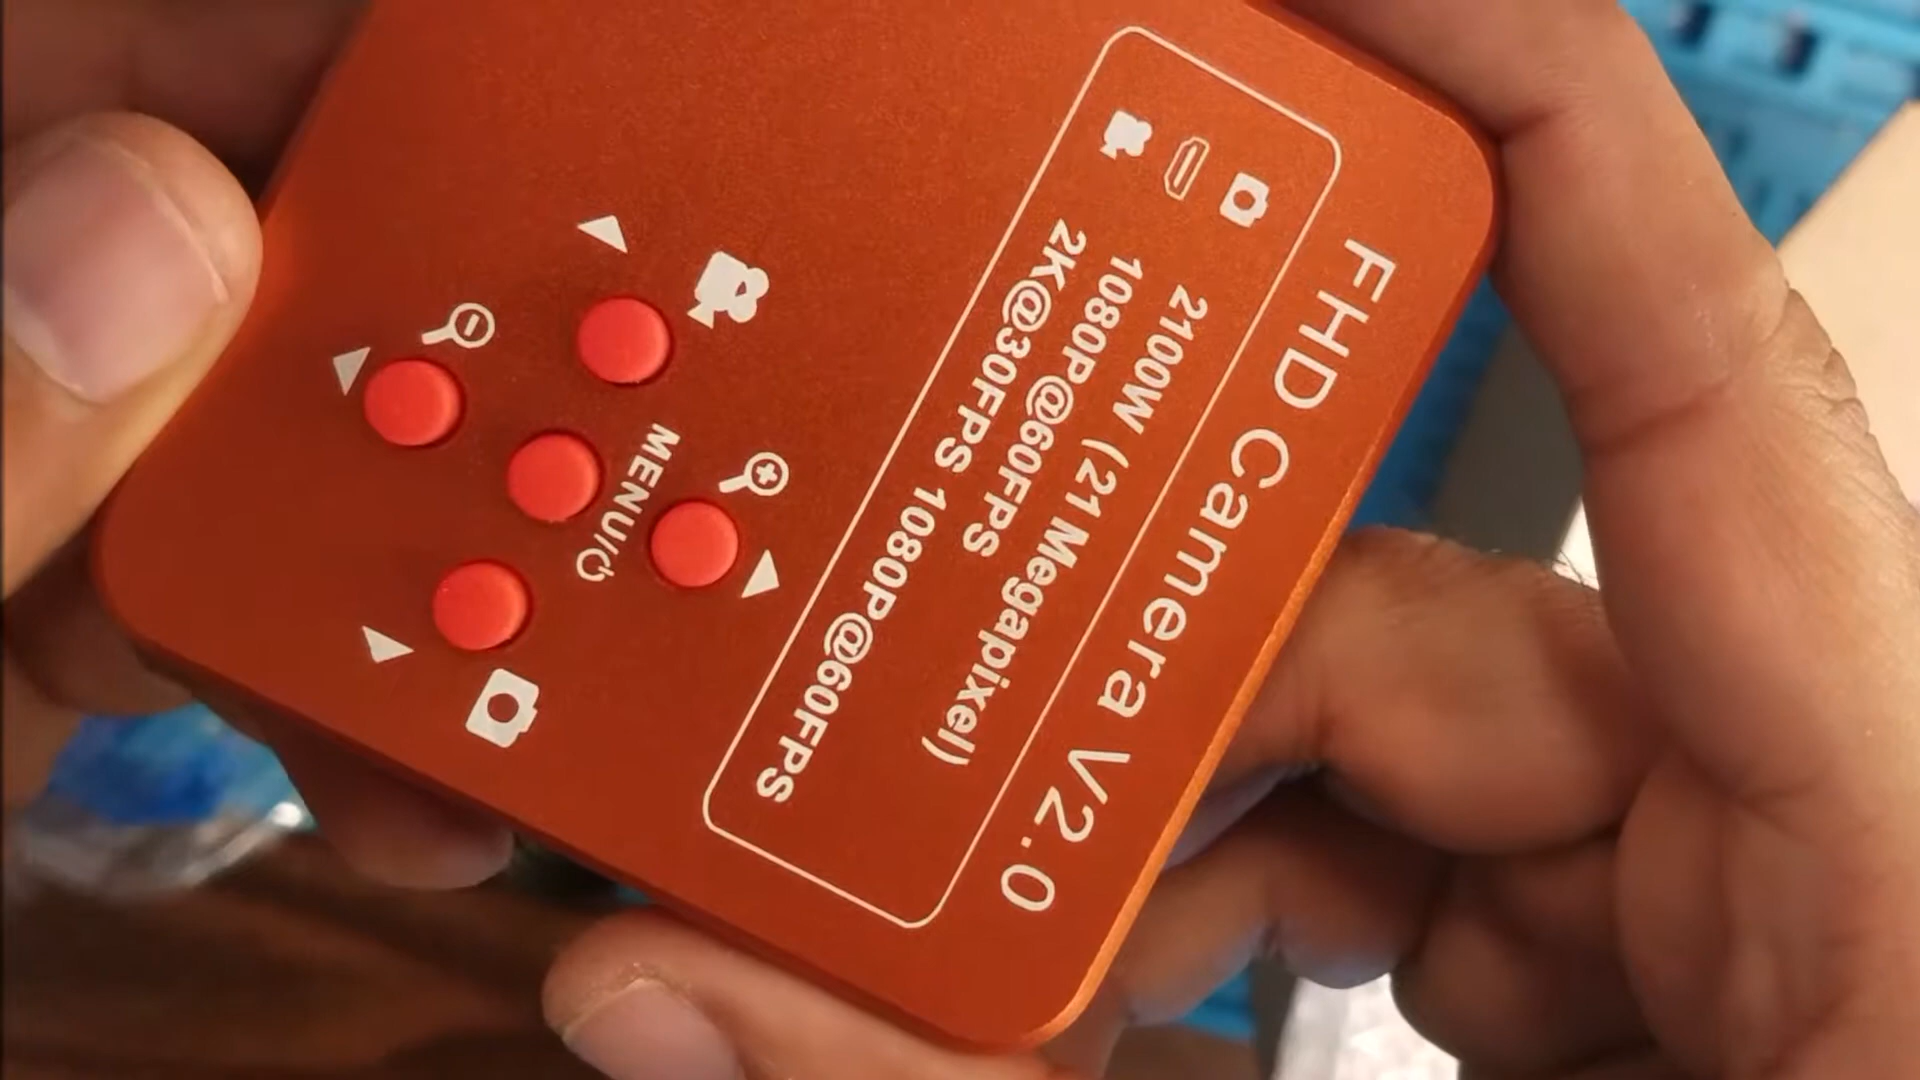 FHD Camera V2.0
2100W (21 Megapixel)
1080P@60FPS
2K@30FPS 1080P@60FPS
MENU/